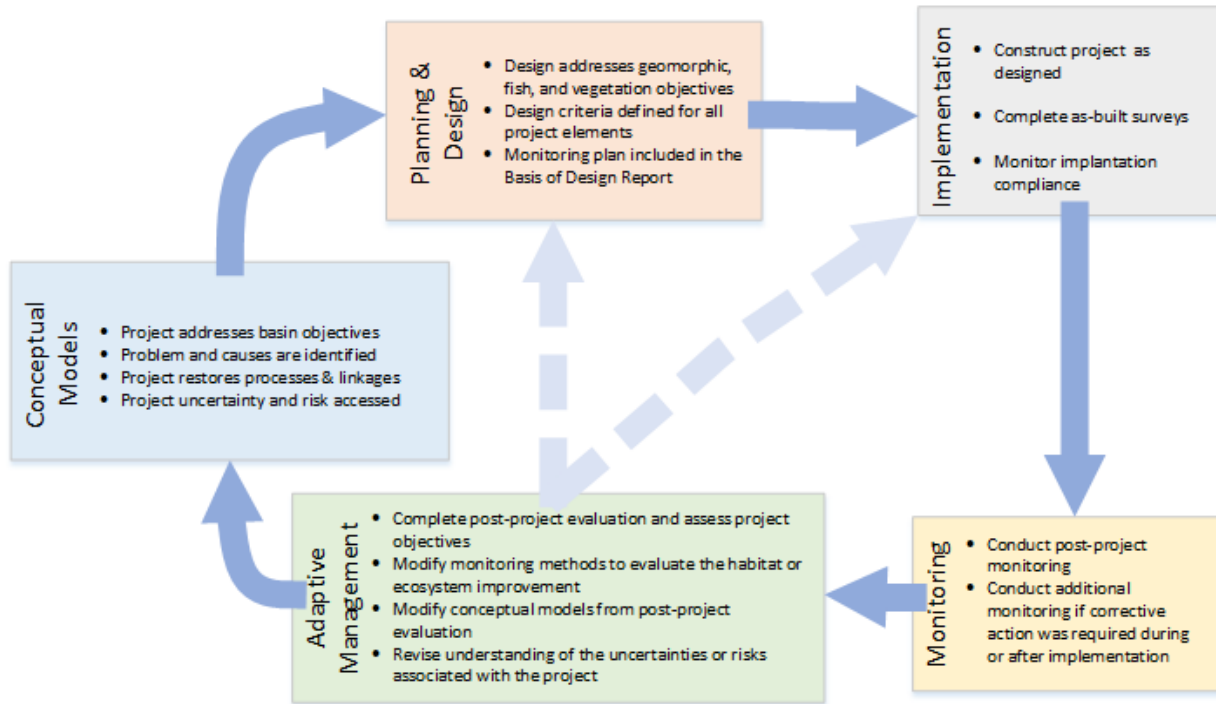 Planning &
Design
• Design addresses geomorphic,
fish, and vegetation objectives
• Design criteria defined for all
project elements
• Monitoring plan included in the
Basis of Design Report
Implementation
• Construct project as
designed
• Complete as-built surveys
• Monitor implantation
compliance
Conceptual
Models
• Project addresses basin objectives
• Problem and causes are identified
• Project restores processes & linkages
• Project uncertainty and risk accessed
Adaptive
Management
• Complete post-project evaluation and assess project
objectives
• Modify monitoring methods to evaluate the habitat or
ecosystem improvement
• Modify conceptual models from post-project
evaluation
• Revise understanding of the uncertainties or risks
associated with the project
Monitoring
• Conduct post-project
monitoring
• Conduct additional
monitoring if corrective
action was required during
or after implementation